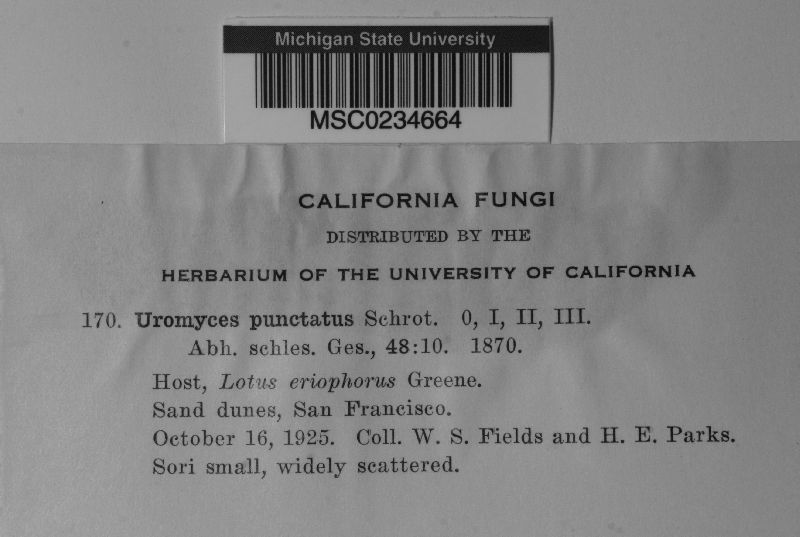 Michigan State University
MSC0234664
CALIFORNIA FUNGI
DISTRIBUTED BY THE
HERBARIUM OF THE UNIVERSITY OF CALIFORNIA
170. Uromyces punctatus Schrot. 0, I, II, III.
Abh. schles. Ges., 48:10. 1870.
Host, Lotus eriophorus Greene.
Sand dunes, San Francisco.
October 16, 1925. Coll. W. S. Fields and H. E. Parks.
Sori small, widely scattered.